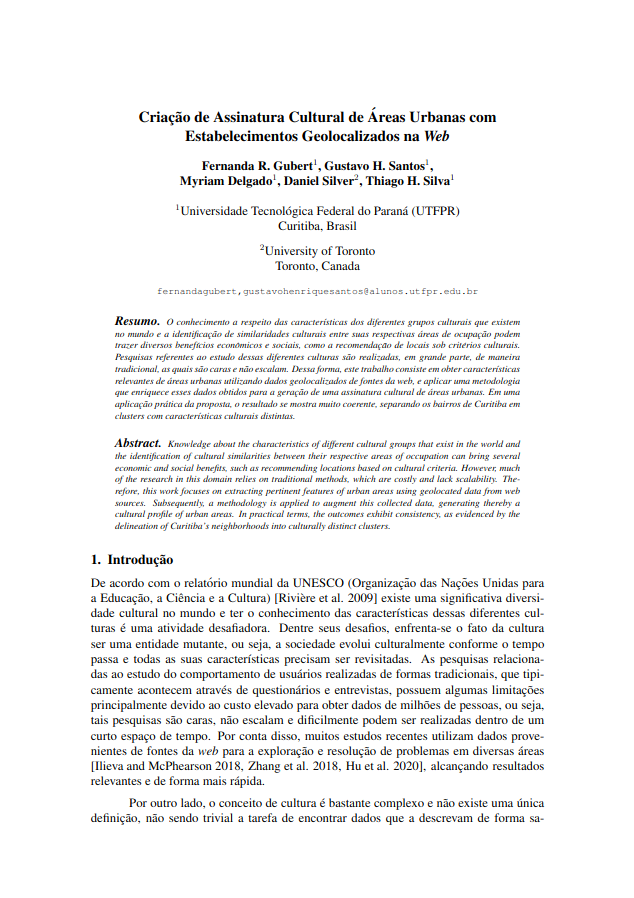 Criação de Assinatura Cultural de Áreas Urbanas com
Estabelecimentos Geolocalizados na Web
Fernanda R. Gubert1, Gustavo H. Santos1,
Myriam Delgado1, Daniel Silver2, Thiago H. Silva1
1Universidade Tecnológica Federal do Paraná (UTFPR)
Curitiba, Brasil
2University of Toronto
Toronto, Canada
fernandagubert,gustavohenriquesantos@alunos.utfpr.edu.br
Resumo. O conhecimento a respeito das características dos diferentes grupos culturais que existem
no mundo e a identificação de similaridades culturais entre suas respectivas áreas de ocupação podem
trazer diversos benefícios econômicos e sociais, como a recomendação de locais sob critérios culturais.
Pesquisas referentes ao estudo dessas diferentes culturas são realizadas, em grande parte, de maneira
tradicional, as quais são caras e não escalam. Dessa forma, este trabalho consiste em obter características
relevantes de áreas urbanas utilizando dados geolocalizados de fontes da web, e aplicar uma metodologia
que enriquece esses dados obtidos para a geração de uma assinatura cultural de áreas urbanas. Em uma
aplicação prática da proposta, o resultado se mostra muito coerente, separando os bairros de Curitiba em
clusters com características culturais distintas.
Abstract. Knowledge about the characteristics of different cultural groups that exist in the world and
the identification of cultural similarities between their respective areas of occupation can bring several
economic and social benefits, such as recommending locations based on cultural criteria. However, much
of the research in this domain relies on traditional methods, which are costly and lack scalability. The-
refore, this work focuses on extracting pertinent features of urban areas using geolocated data from web
sources. Subsequently, a methodology is applied to augment this collected data, generating thereby a
cultural profile of urban areas. In practical terms, the outcomes exhibit consistency, as evidenced by the
delineation of Curitiba's neighborhoods into culturally distinct clusters.
1. Introdução
De acordo com o relatório mundial da UNESCO (Organização das Nações Unidas para
a Educação, a Ciência e a Cultura) [Rivière et al. 2009] existe uma significativa diversi-
dade cultural no mundo e ter o conhecimento das características dessas diferentes cul-
turas é uma atividade desafiadora. Dentre seus desafios, enfrenta-se o fato da cultura
ser uma entidade mutante, ou seja, a sociedade evolui culturalmente conforme o tempo
passa e todas as suas características precisam ser revisitadas. As pesquisas relaciona-
das ao estudo do comportamento de usuários realizadas de formas tradicionais, que tipi-
camente acontecem através de questionários e entrevistas, possuem algumas limitações
principalmente devido ao custo elevado para obter dados de milhões de pessoas, ou seja,
tais pesquisas são caras, não escalam e dificilmente podem ser realizadas dentro de um
curto espaço de tempo. Por conta disso, muitos estudos recentes utilizam dados prove-
nientes de fontes da web para a exploração e resolução de problemas em diversas áreas
[Ilieva and McPhearson 2018, Zhang et al. 2018, Hu et al. 2020], alcançando resultados
relevantes e de forma mais rápida.
Por outro lado, o conceito de cultura é bastante complexo e não existe uma única
definição, não sendo trivial a tarefa de encontrar dados que a descrevam de forma sa-